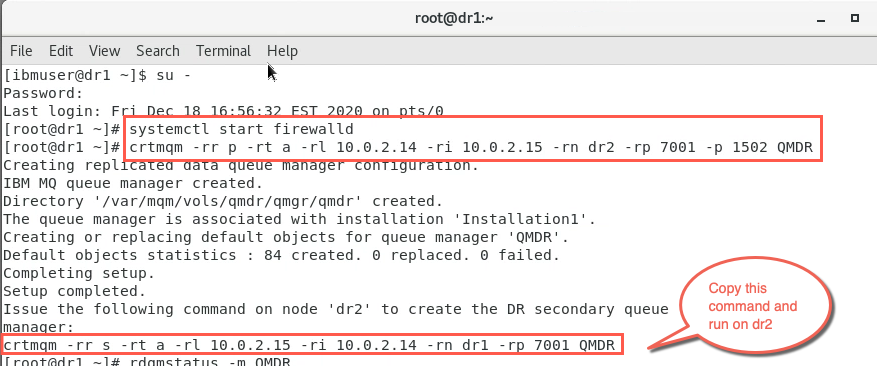 root@dr1:~
File Edit View Search Terminal Help
[ibmuser@dr1 ~]$ su -
Password:
Last login: Fri Dec 18 16:56:32 EST 2020 on pts/0
[root@dr1 ~]# systemctl start firewalld
[root@dr1 ~]# crtmqm -rr p -rt a -rl 10.0.2.14 -ri 10.0.2.15 -rn dr2 -rp 7001 -p 1502 QMDR
Creating replicated data queue manager configuration.
IBM MQ queue manager created.
Directory '/var/mqm/vols/qmdr/qmgr/qmdr' created.
The queue manager is associated with installation 'Installation1'.
Creating or replacing default objects for queue manager 'QMDR'.
Default objects statistics : 84 created. 0 replaced. 0 failed.
Completing setup.
Setup completed.
Issue the following command on node 'dr2' to create the DR secondary queue
manager:
crtmqm -rr s -rt a -rl 10.0.2.15 -ri 10.0.2.14 -rn dr1 -rp 7001 QMDR
[root@dr1 ~]# rdqmstatus -m QMDR
Copy this
command and
run on dr2